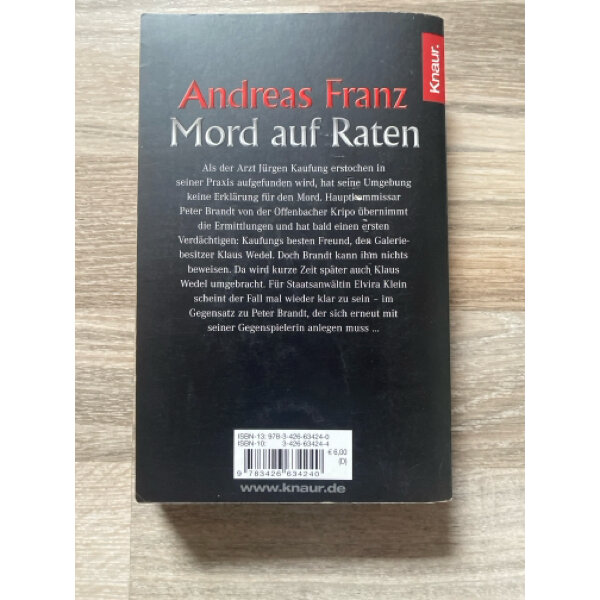 Knaur.
Andreas Franz
Mord auf Raten
Als der Arzt Jürgen Kaufung erstochen in
seiner Praxis aufgefunden wird, hat seine Umgebung
keine Erklärung für den Mord. Hauptkommissar
Peter Brandt von der Offenbacher Kripo übernimmt
die Ermittlungen und hat bald einen ersten
Verdächtigen: Kaufungs besten Freund, den Galerie-
besitzer Klaus Wedel. Doch Brandt kann ihm nichts
beweisen. Da wird kurze Zeit später auch Klaus
Wedel umgebracht. Für Staatsanwältin Elvira Klein
scheint der Fall mal wieder klar zu sein – im
Gegensatz zu Peter Brandt, der sich erneut mit
seiner Gegenspielerin anlegen muss ...
ISBN-13: 978-3-426-63424-0
ISBN-10: 3-426-63424-4
€ 6,00
(D)
9 783426 634240
www.knaur.de